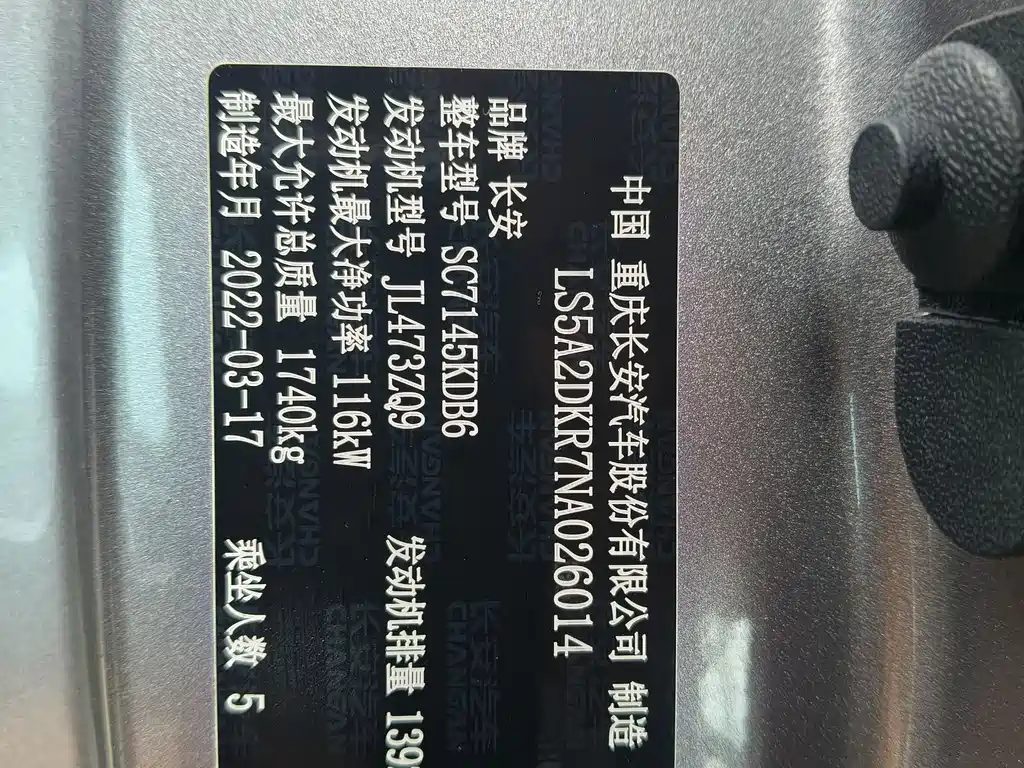 中国 重庆长安汽车股份有限公司 制造
LS5A2DKR7NA026014
品牌 长安
整车型号 SC7145KDB6
发动机型号 JL473ZQ9 发动机排量 139
发动机最大净功率 116kW
最大允许总质量 1740kg
制造年月 2022-03-17 乘坐人数 5